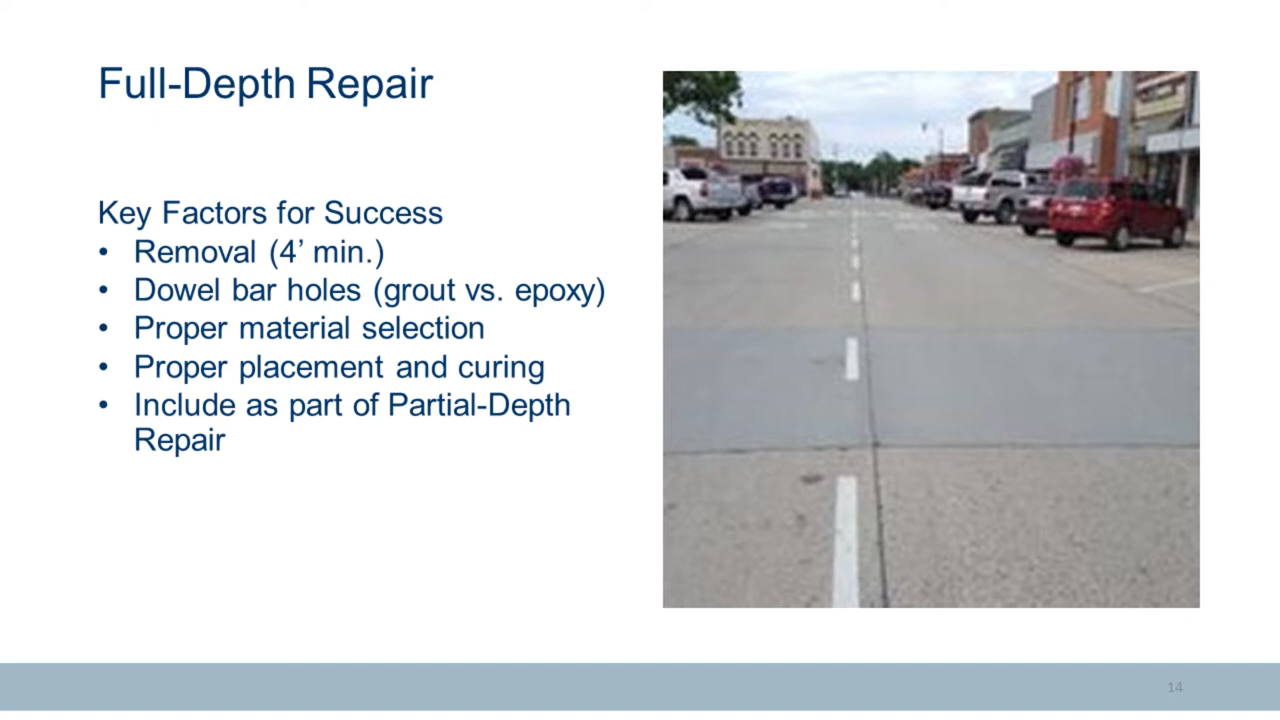 Full-Depth Repair
Key Factors for Success
• Removal (4’ min.)
• Dowel bar holes (grout vs. epoxy)
• Proper material selection
• Proper placement and curing
• Include as part of Partial-Depth
Repair
14